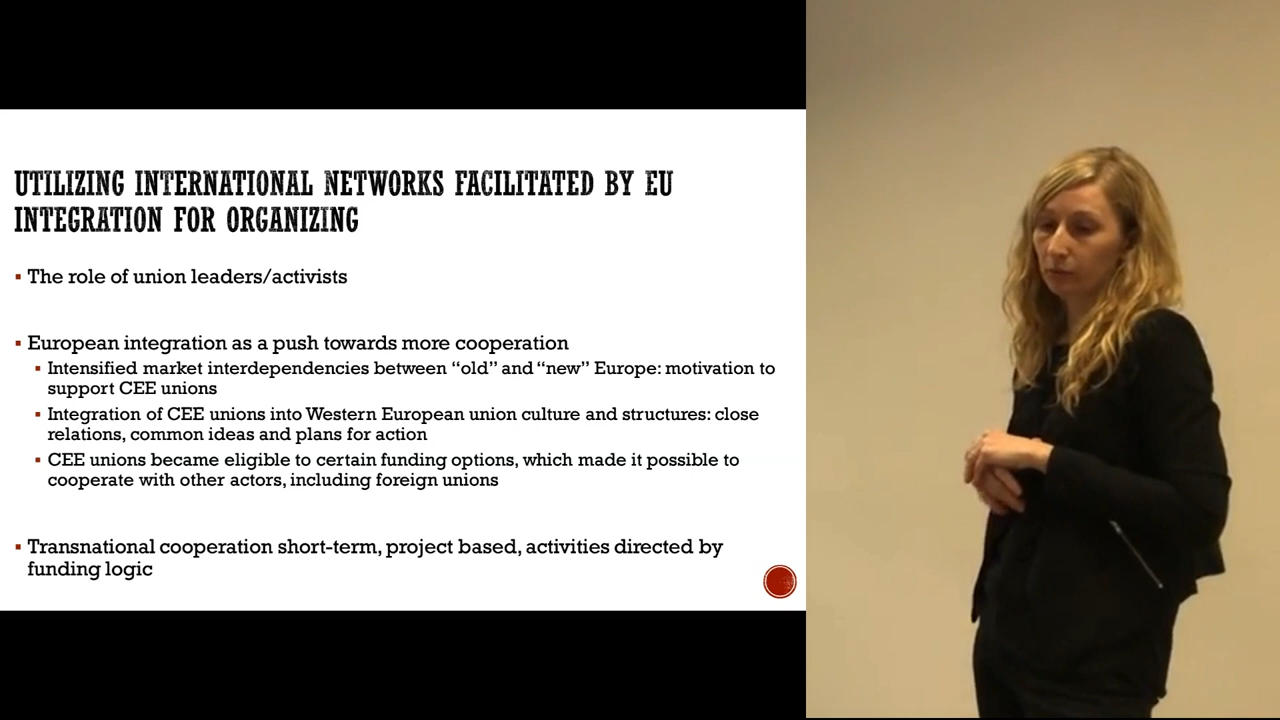 UTILIZING INTERNATIONAL NETWORKS FACILITATED BY EU
INTEGRATION FOR ORGANIZING
▪ The role of union leaders/activists
▪ European integration as a push towards more cooperation
▪ Intensified market interdependencies between “old” and “new” Europe: motivation to
support CEE unions
▪ Integration of CEE unions into Western European union culture and structures: close
relations, common ideas and plans for action
▪ CEE unions became eligible to certain funding options, which made it possible to
cooperate with other actors, including foreign unions
▪ Transnational cooperation short-term, project based, activities directed by
funding logic